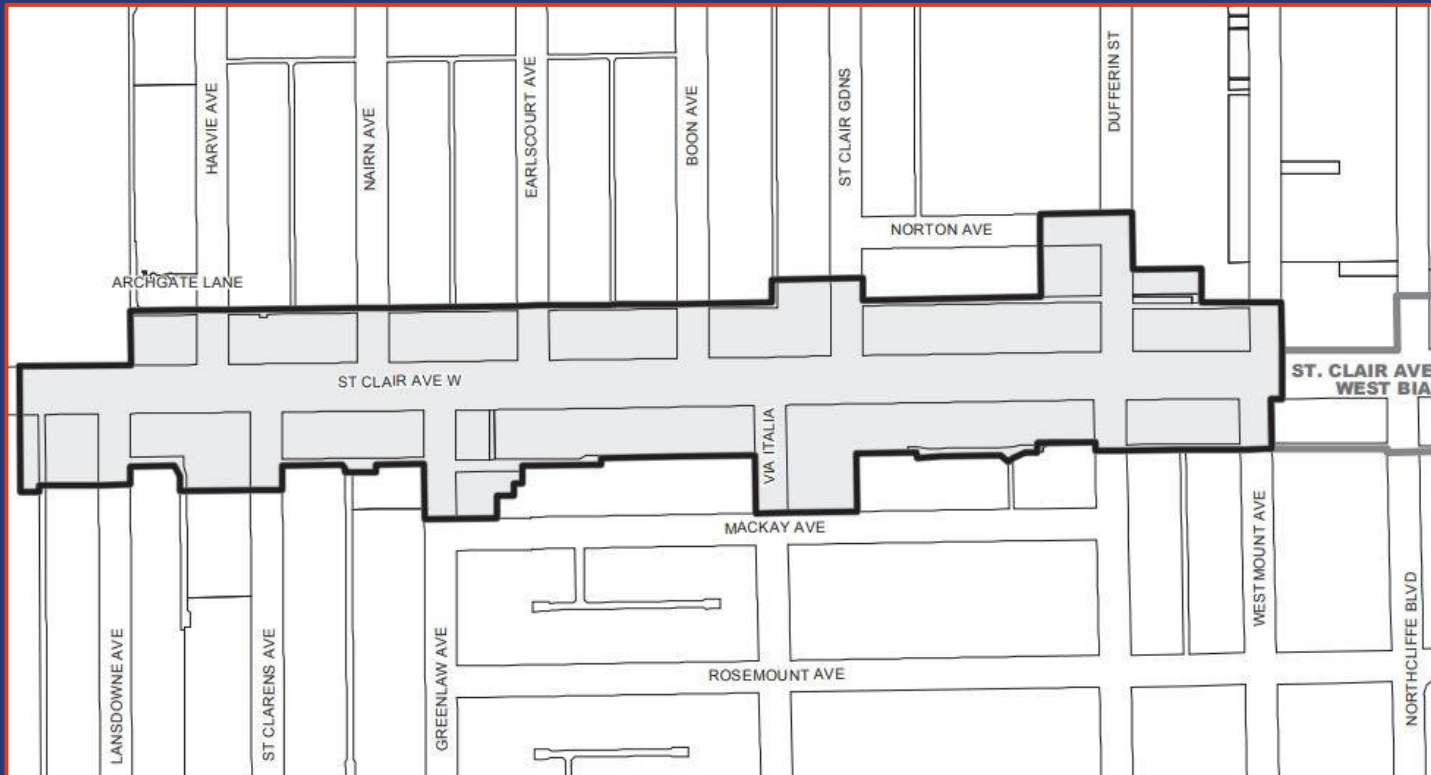 HARVIE AVE
NAIRN AVE
EARLSCOURT AVE
BOON AVE
ST CLAIR GDNS
DUFFERIN ST
NORTON AVE
ARCHGATE LANE
ST CLAIR AVE W
ST. CLAIR AVE
WEST BIA
VIA ITALIA
MACKAY AVE
LANSDOWNE AVE
ST CLARENS AVE
GREENLAW AVE
ROSEMOUNT AVE
WESTMOUNT AVE
NORTHCLIFFE BLVD